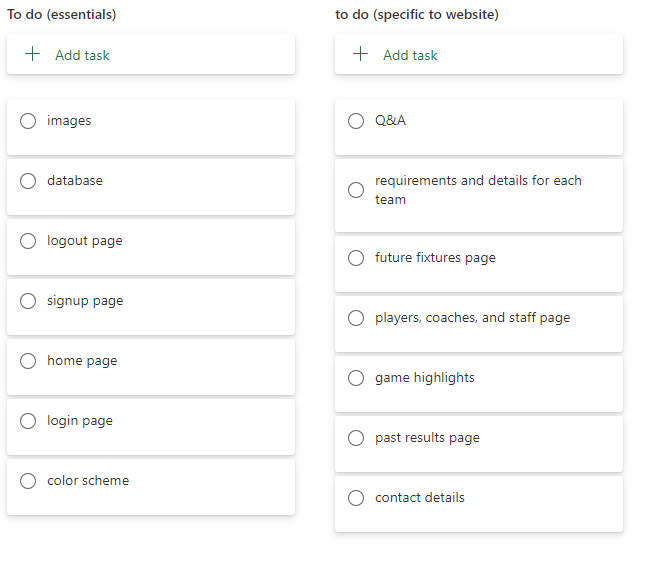 To do (essentials)
Add task
images
database
logout page
signup page
home page
login page
color scheme
to do (specific to website)
Add task
Q&A
requirements and details for each
team
future fixtures page
players, coaches, and staff page
game highlights
past results page
contact details